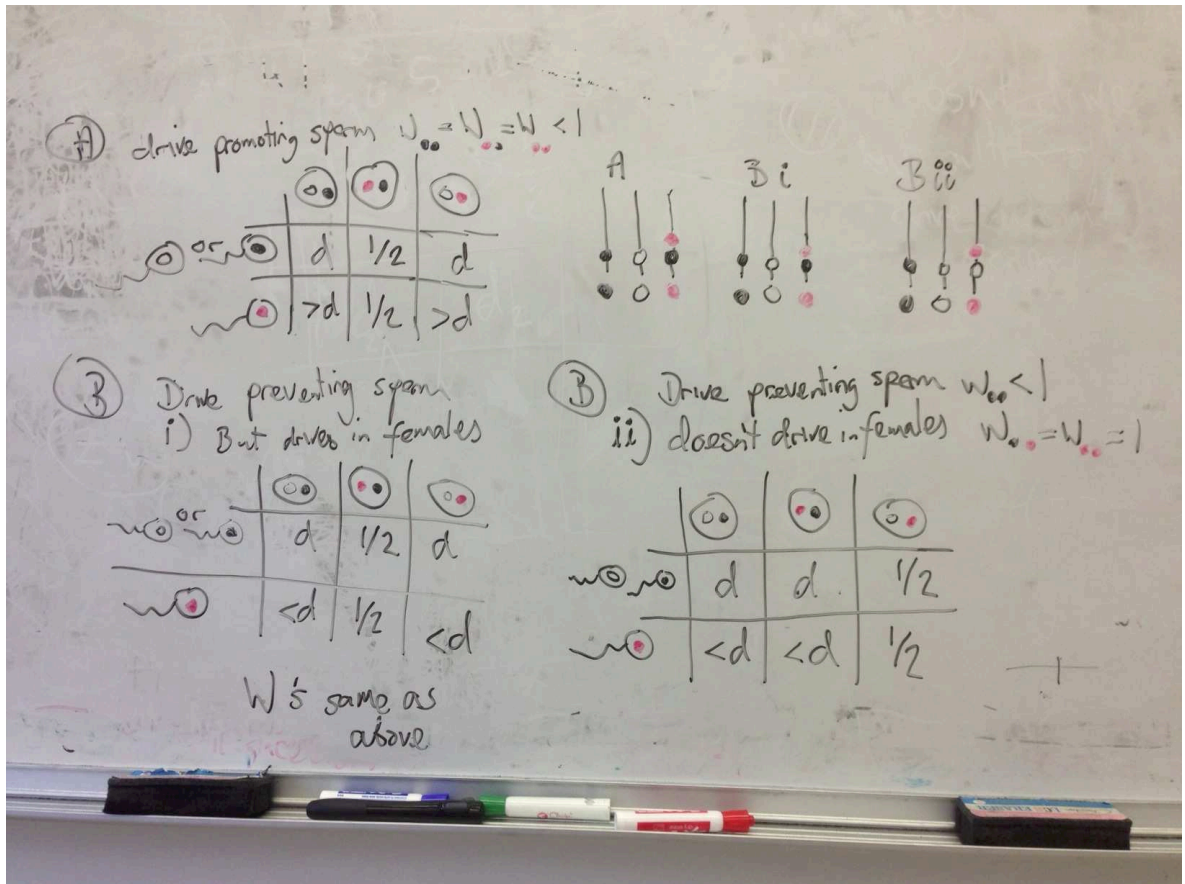 A drive promoting sperm W = W = W < 1
or d 1/2 d
>d 1/2 >d
A B i B ii
B Drive preventing sperm
i) But drives in females
or d 1/2 d
<d 1/2 <d
W's same as
above
B Drive preventing sperm W < 1
ii) doesn't drive in females W = W = 1
d d. 1/2
<d <d 1/2